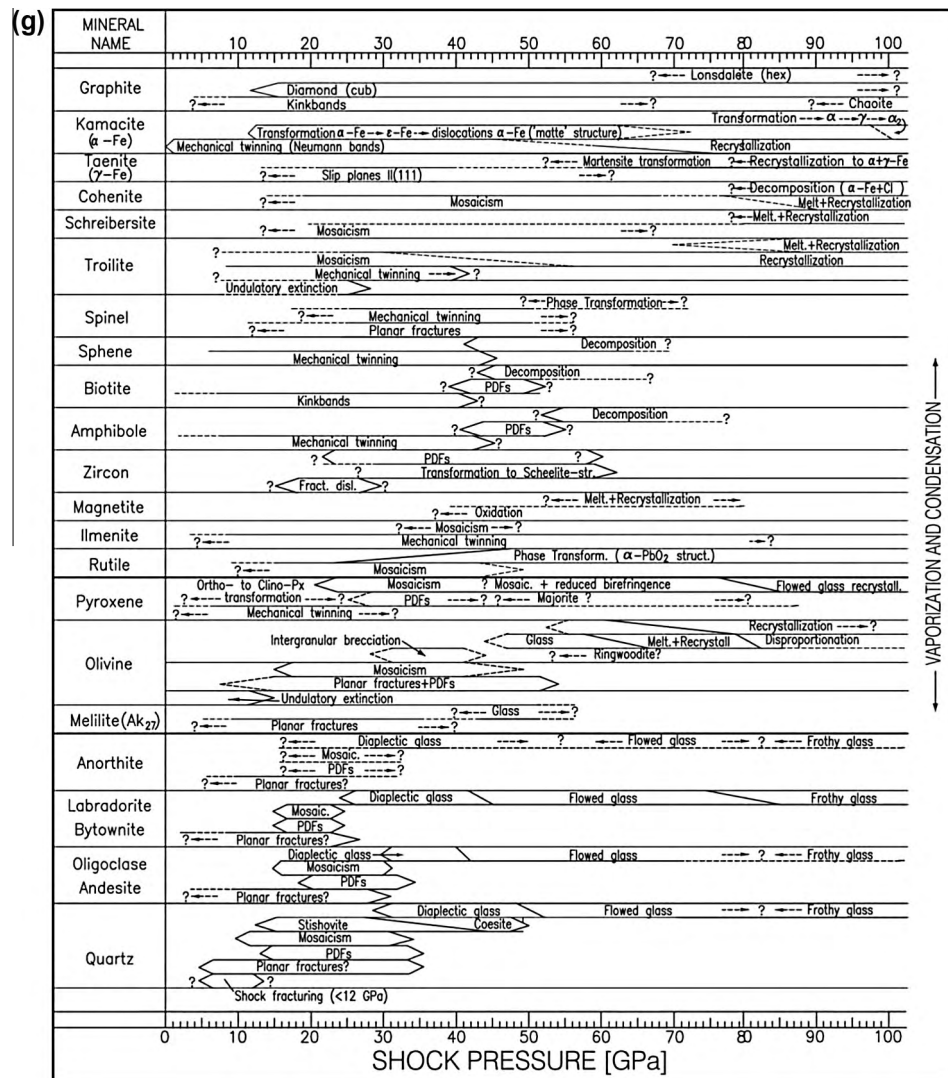 (g)
MINERAL NAME
10 20 30 40 50 60 70 80 90 100
Graphite
? Lonsdalete (hex) ?
Diamond (cub)
? Kinkbands ? ? Chaoite
Kamacite (α-Fe)
Transformation α γ α2
Transformation α-Fe ε-Fe dislocations α-Fe ('matte' structure)
Mechanical twinning (Neumann bands) Recrysallization
Taenite (γ-Fe)
? Martensite transformation ? Recrystallization to α+γ-Fe
? Slip planes II(111) ?
Cohenite
? Decomposition (α-Fe+Cl )
? Mosaicism Melt+Recrystallization
Schreibersite
? Melt.+Recrystallization
? Mosaicism ?
Troilite
? Melt.+Recrystallization
Mosaicism Recrystallization
? Mechanical twinning ?
Undulatory extinction
Spinel
? Phase Transformation ?
? Mechanical twinning ?
? Planar fractures ?
Sphene
Decomposition ?
Mechanical twinning
Biotite
? Decomposition ?
? PDFs ?
Kinkbands ?
Amphibole
? Decomposition ?
? PDFs ?
Mechanical twinning ?
Zircon
? PDFs ?
? Transformation to Scheelite-str.
? Fract. disl. ?
Magnetite
? Melt.+Recrystallization ?
? Oxidation
Ilmenite
? Mosaicism ?
? Mechanical twinning ?
Rutile
Phase Transform. (α-PbO2 struct.)
? Mosaicism
Pyroxene
Ortho- to Clino-Px Mosaicism ? Mosaic. + reduced birefringence Flowed glass recrystall.
? transformation ? PDFs ? ? Majorite ? ?
? Mechanical twinning ?
Olivine
Recrystallization ?
Intergranular brecciation Glass Melt.+Recrystall Disproportionation
? Ringwoodite?
Mosaicism
Planar fractures+PDFs
Undulatory extinction
Melilite (Ak27)
? Glass ?
? Planar fractures ?
Anorthite
? Diaplectic glass ? Flowed glass ? Frothy glass
? Mosaic. ?
? PDFs ?
? Planar fractures?
Labradorite
Bytownite
Diaplectic glass Flowed glass Frothy glass
Mosaic.
PDFs
? Planar fractures?
Oligoclase
Andesite
Diaplectic glass Flowed glass ? Frothy glass
Mosaicism
PDFs
? Planar fractures?
Quartz
Diaplectic glass Flowed glass ? Frothy glass
Stishovite Coesite
Mosaicism
PDFs
Planar fractures?
? ?
Shock fracturing (<12 GPa)
0 10 20 30 40 50 60 70 80 90 100
SHOCK PRESSURE [GPa]
VAPORIZATION AND CONDENSATION